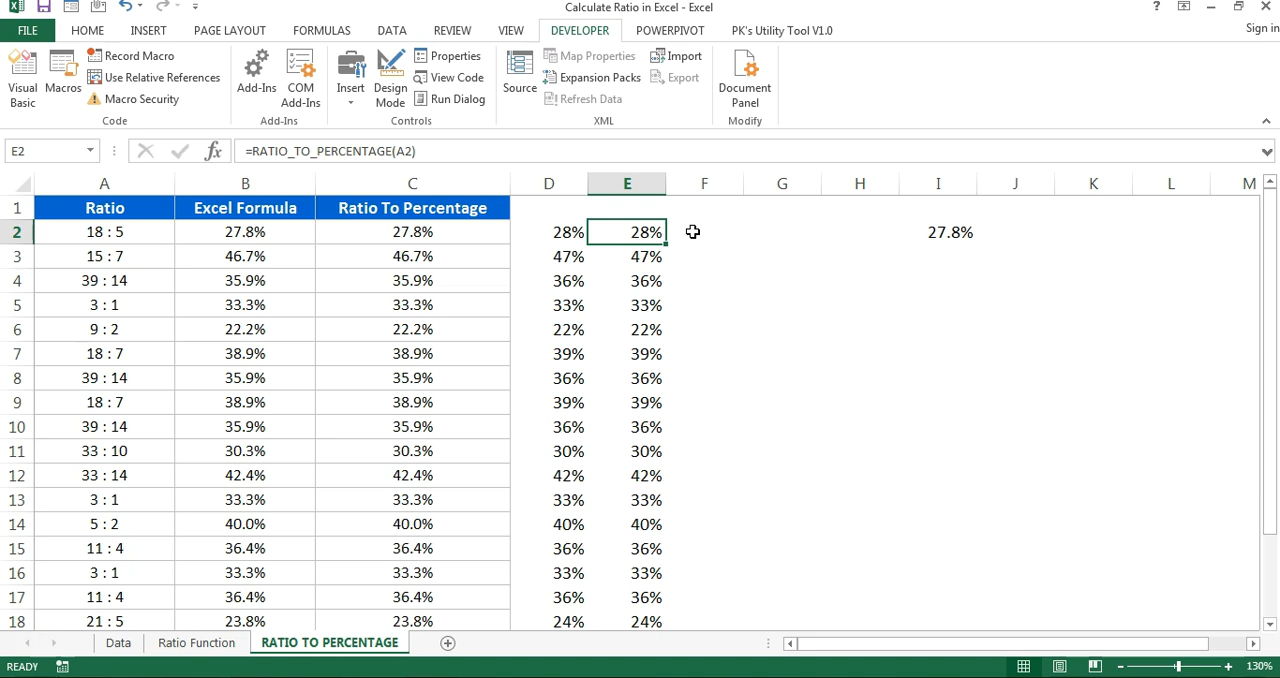 Calculate Ratio in Excel - Excel
FILE HOME INSERT PAGE LAYOUT FORMULAS DATA REVIEW VIEW DEVELOPER POWERPIVOT PK's Utility Tool V1.0 Sign in
Visual Basic
Macros
Record Macro
Use Relative References
Macro Security
Code
Add-Ins
COM Add-Ins
Add-Ins
Insert
Design Mode
Properties
View Code
Run Dialog
Controls
Source
Map Properties
Expansion Packs
Refresh Data
Import
Export
XML
Document Panel
Modify
E2 fx =RATIO_TO_PERCENTAGE(A2)
A B C D E F G H I J K L M
1 Ratio Excel Formula Ratio To Percentage
2 18 : 5 27.8% 27.8% 28% 28% 27.8%
3 15 : 7 46.7% 46.7% 47% 47%
4 39 : 14 35.9% 35.9% 36% 36%
5 3 : 1 33.3% 33.3% 33% 33%
6 9 : 2 22.2% 22.2% 22% 22%
7 18 : 7 38.9% 38.9% 39% 39%
8 39 : 14 35.9% 35.9% 36% 36%
9 18 : 7 38.9% 38.9% 39% 39%
10 39 : 14 35.9% 35.9% 36% 36%
11 33 : 10 30.3% 30.3% 30% 30%
12 33 : 14 42.4% 42.4% 42% 42%
13 3 : 1 33.3% 33.3% 33% 33%
14 5 : 2 40.0% 40.0% 40% 40%
15 11 : 4 36.4% 36.4% 36% 36%
16 3 : 1 33.3% 33.3% 33% 33%
17 11 : 4 36.4% 36.4% 36% 36%
18 21 : 5 23.8% 23.8% 24% 24%
Data Ratio Function RATIO TO PERCENTAGE
READY 130%